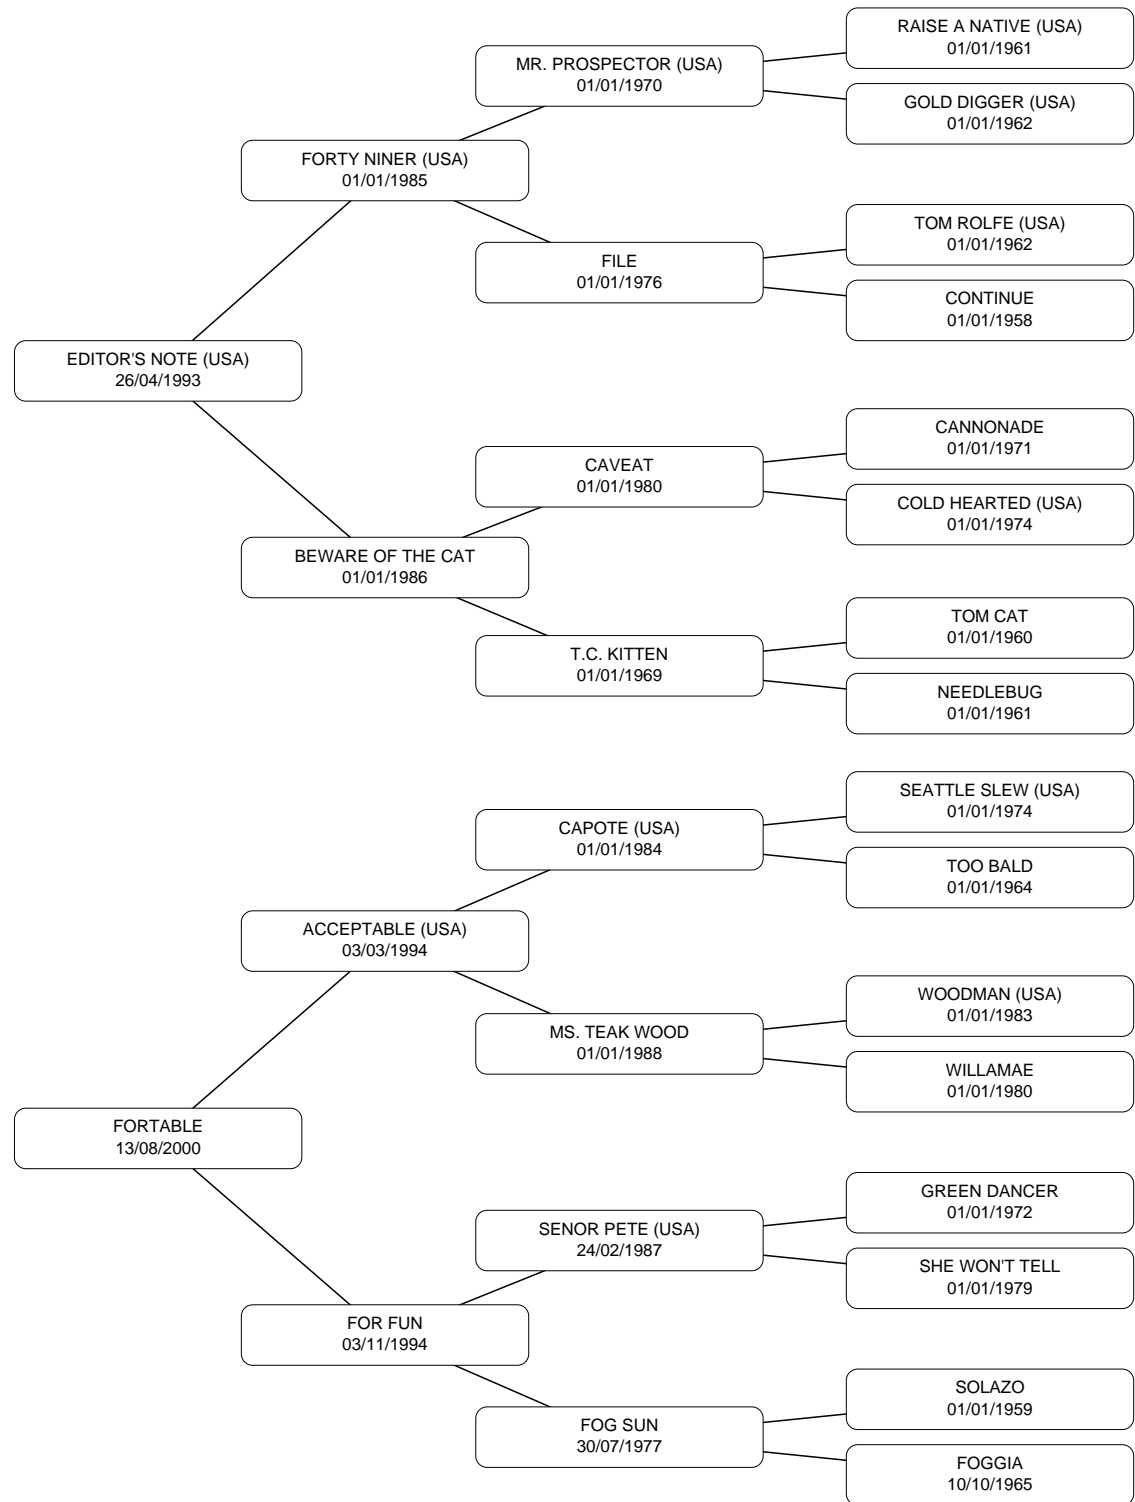 RAISE A NATIVE (USA)
01/01/1961
MR. PROSPECTOR (USA)
01/01/1970
GOLD DIGGER (USA)
01/01/1962
FORTY NINER (USA)
01/01/1985
TOM ROLFE (USA)
01/01/1962
FILE
01/01/1976
CONTINUE
01/01/1958
EDITOR'S NOTE (USA)
26/04/1993
CANNONADE
01/01/1971
CAVEAT
01/01/1980
COLD HEARTED (USA)
01/01/1974
BEWARE OF THE CAT
01/01/1986
TOM CAT
01/01/1960
T.C. KITTEN
01/01/1969
NEEDLEBUG
01/01/1961
SEATTLE SLEW (USA)
01/01/1974
CAPOTE (USA)
01/01/1984
TOO BALD
01/01/1964
ACCEPTABLE (USA)
03/03/1994
WOODMAN (USA)
01/01/1983
MS. TEAK WOOD
01/01/1988
WILLAMAE
01/01/1980
FORTABLE
13/08/2000
GREEN DANCER
01/01/1972
SENOR PETE (USA)
24/02/1987
SHE WON'T TELL
01/01/1979
FOR FUN
03/11/1994
SOLAZO
01/01/1959
FOG SUN
30/07/1977
FOGGIA
10/10/1965